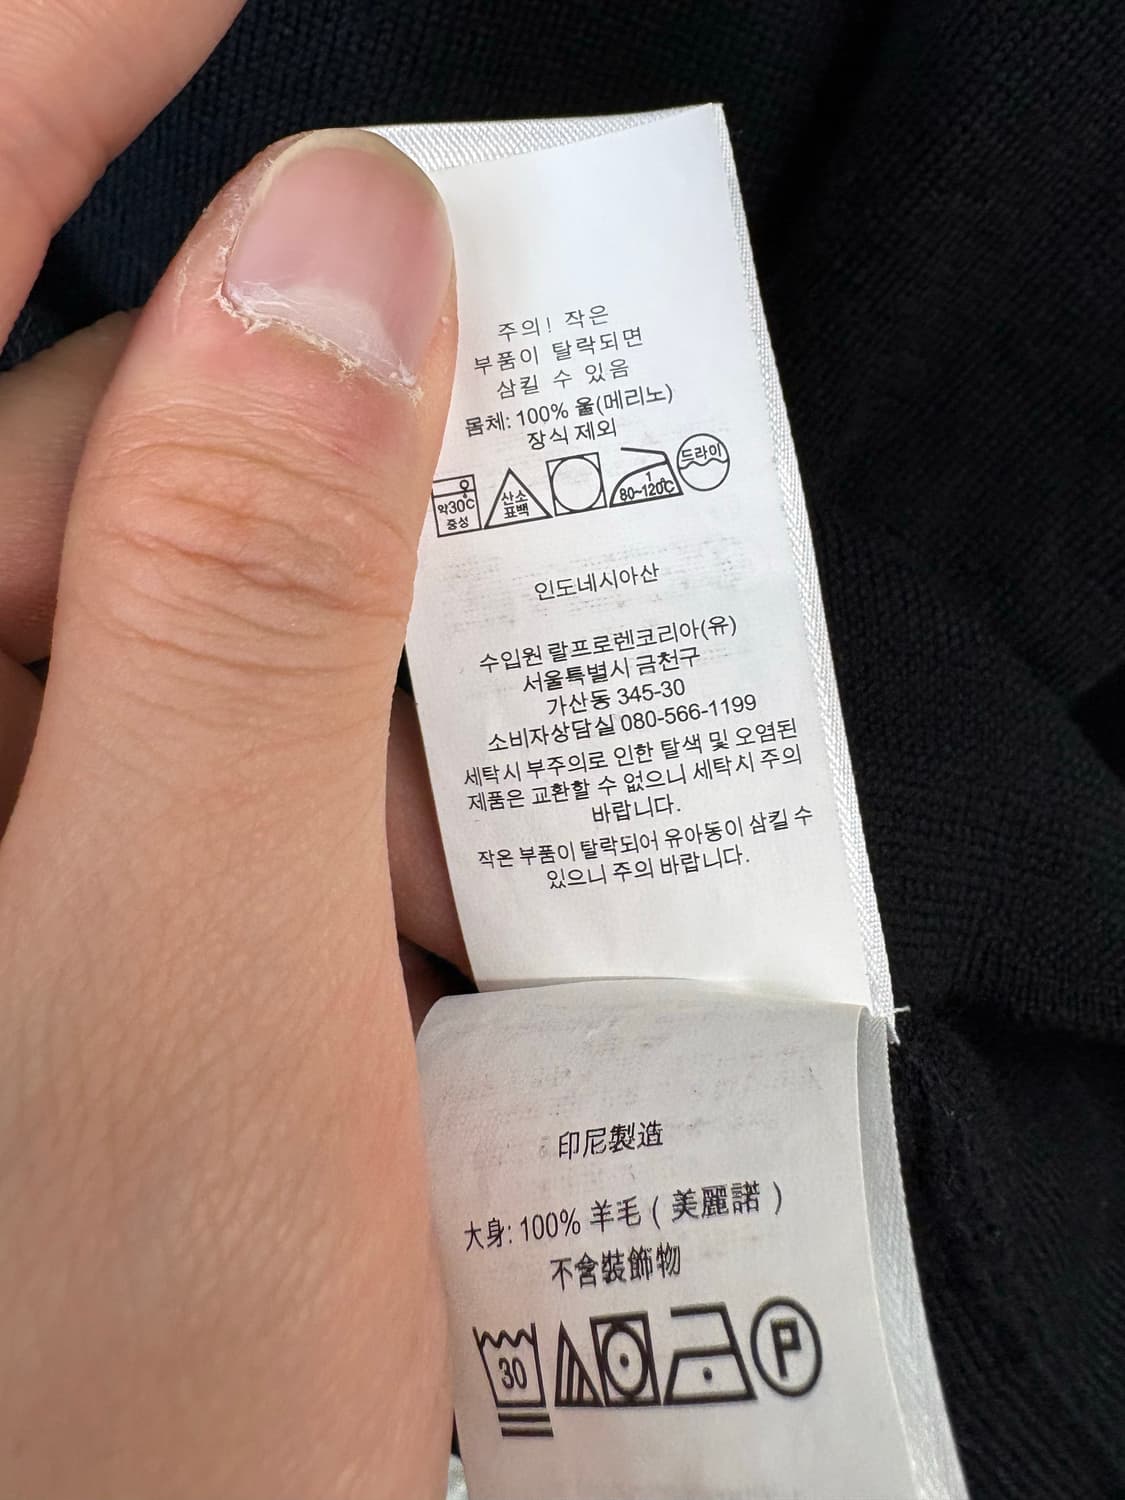 주의! 작은
부품이 탈락되면
삼킬 수 있음
몸체: 100% 울(메리노)
장식 제외
약30℃
중성
산소
표백
1
80~120℃
드라이
인도네시아산
수입원 랄프로렌코리아(유)
서울특별시 금천구
가산동 345-30
소비자상담실 080-566-1199
세탁시 부주의로 인한 탈색 및 오염된
제품은 교환할 수 없으니 세탁시 주의
바랍니다.
작은 부품이 탈락되어 유아동이 삼킬 수
있으니 주의 바랍니다.
印尼製造
大身: 100% 羊毛 ( 美麗諾 )
不含裝飾物
30
P